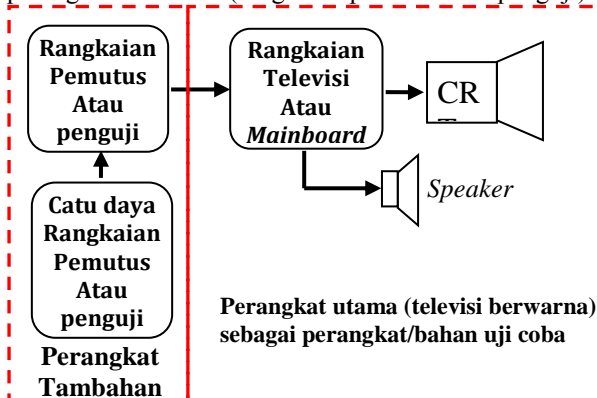 Rangkaian
Pemutus
Atau
penguji
Rangkaian
Televisi
Atau
Mainboard
CR
Speaker
Catu daya
Rangkaian
Pemutus
Atau
penguji
Perangkat
Tambahan
Perangkat utama (televisi berwarna)
sebagai perangkat/bahan uji coba